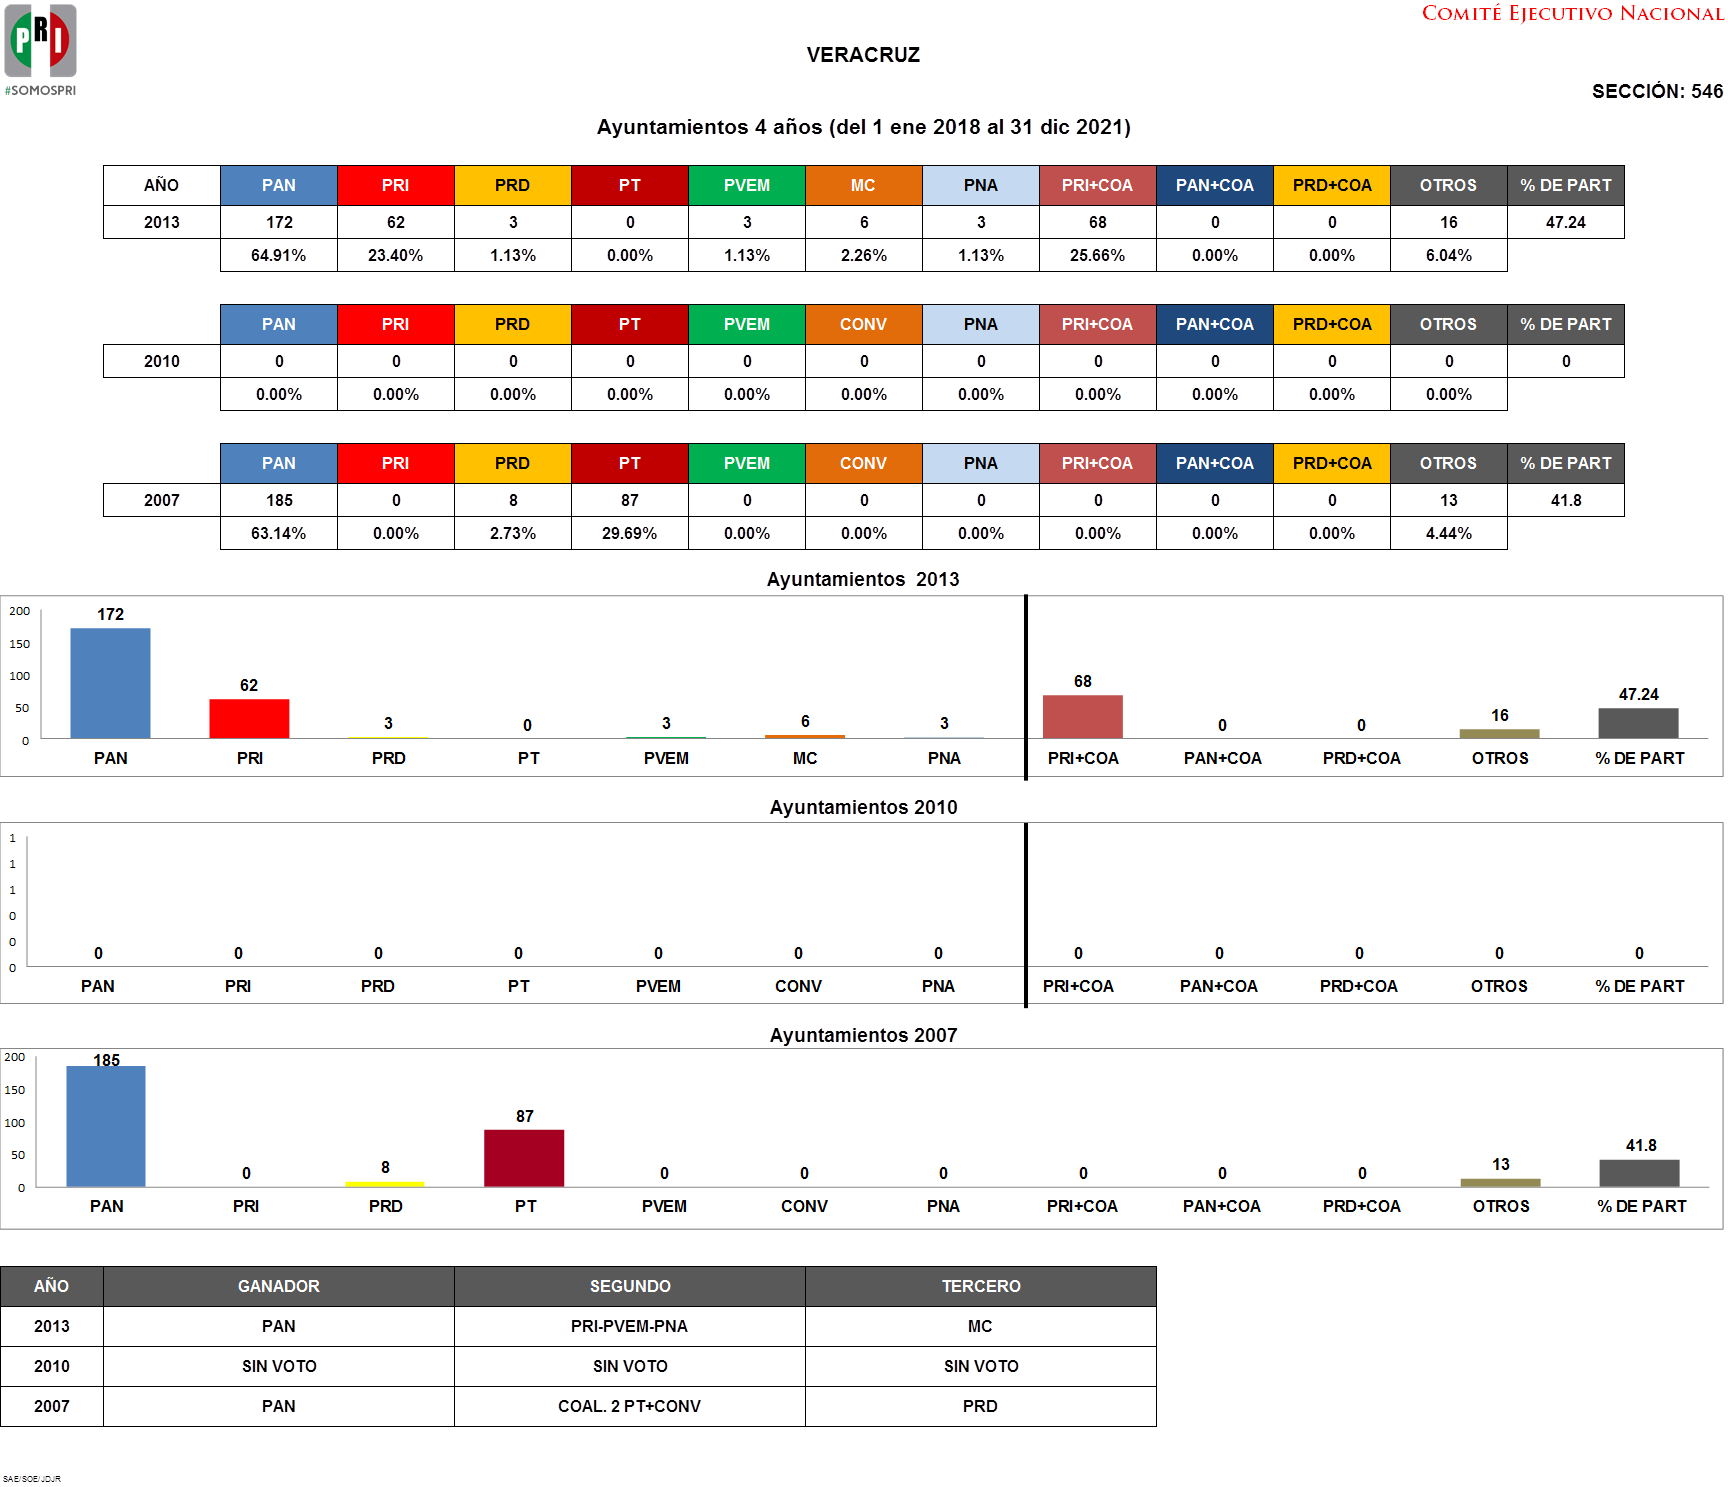 PRI
#SOMOSPRI
COMITÉ EJECUTIVO NACIONAL
VERACRUZ
SECCIÓN: 546
Ayuntamientos 4 años (del 1 ene 2018 al 31 dic 2021)
AÑO PAN PRI PRD PT PVEM MC PNA PRI+COA PAN+COA PRD+COA OTROS % DE PART
2013 172 62 3 0 3 6 3 68 0 0 16 47.24
64.91% 23.40% 1.13% 0.00% 1.13% 2.26% 1.13% 25.66% 0.00% 0.00% 6.04%
PAN PRI PRD PT PVEM CONV PNA PRI+COA PAN+COA PRD+COA OTROS % DE PART
2010 0 0 0 0 0 0 0 0 0 0 0 0
0.00% 0.00% 0.00% 0.00% 0.00% 0.00% 0.00% 0.00% 0.00% 0.00% 0.00%
PAN PRI PRD PT PVEM CONV PNA PRI+COA PAN+COA PRD+COA OTROS % DE PART
2007 185 0 8 87 0 0 0 0 0 0 13 41.8
63.14% 0.00% 2.73% 29.69% 0.00% 0.00% 0.00% 0.00% 0.00% 0.00% 4.44%
Ayuntamientos 2013
200
150
100
50
0
172 62 3 0 3 6 3 68 0 0 16 47.24
PAN PRI PRD PT PVEM MC PNA PRI+COA PAN+COA PRD+COA OTROS % DE PART
Ayuntamientos 2010
1
1
1
0
0
0
0 0 0 0 0 0 0 0 0 0 0 0
PAN PRI PRD PT PVEM CONV PNA PRI+COA PAN+COA PRD+COA OTROS % DE PART
Ayuntamientos 2007
200
150
100
50
0
185 0 8 87 0 0 0 0 0 0 13 41.8
PAN PRI PRD PT PVEM CONV PNA PRI+COA PAN+COA PRD+COA OTROS % DE PART
AÑO GANADOR SEGUNDO TERCERO
2013 PAN PRI-PVEM-PNA MC
2010 SIN VOTO SIN VOTO SIN VOTO
2007 PAN COAL. 2 PT+CONV PRD
SAE/SOE/JDJR